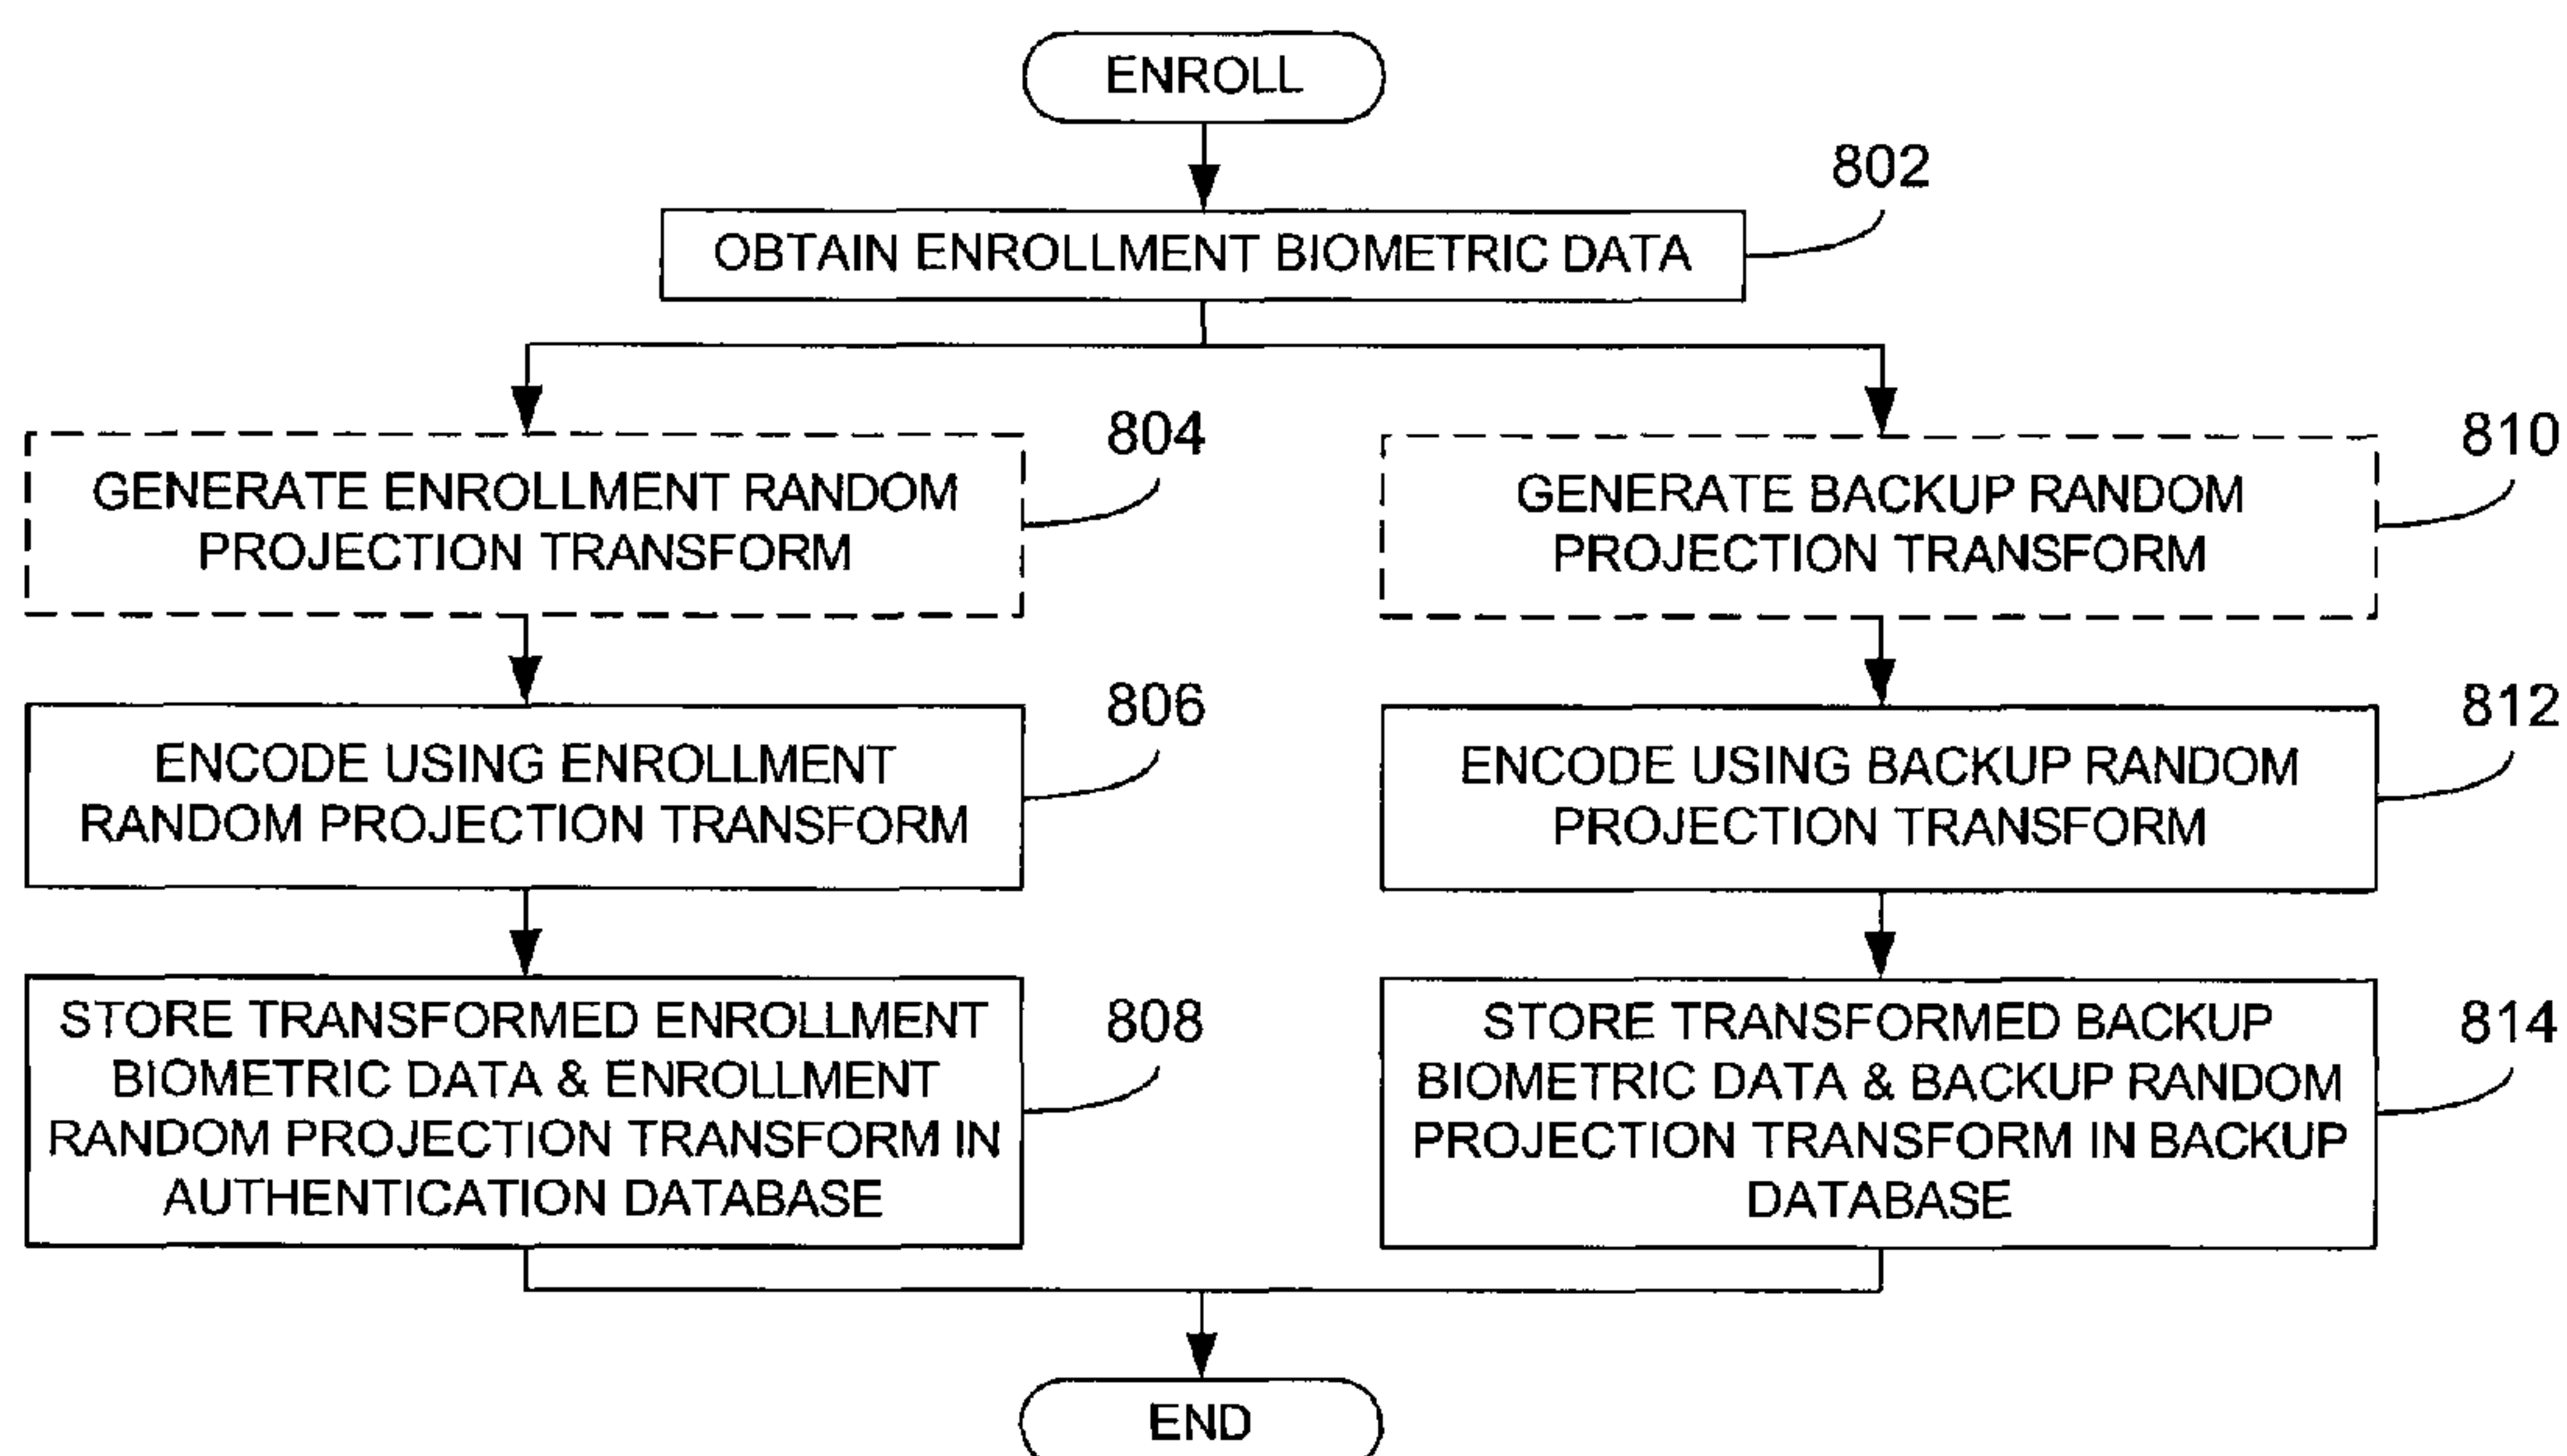 ENROLL
802
OBTAIN ENROLLMENT BIOMETRIC DATA
804
GENERATE ENROLLMENT RANDOM
PROJECTION TRANSFORM
806
ENCODE USING ENROLLMENT
RANDOM PROJECTION TRANSFORM
808
STORE TRANSFORMED ENROLLMENT
BIOMETRIC DATA & ENROLLMENT
RANDOM PROJECTION TRANSFORM IN
AUTHENTICATION DATABASE
810
GENERATE BACKUP RANDOM
PROJECTION TRANSFORM
812
ENCODE USING BACKUP RANDOM
PROJECTION TRANSFORM
814
STORE TRANSFORMED BACKUP
BIOMETRIC DATA & BACKUP RANDOM
PROJECTION TRANSFORM IN BACKUP
DATABASE
END